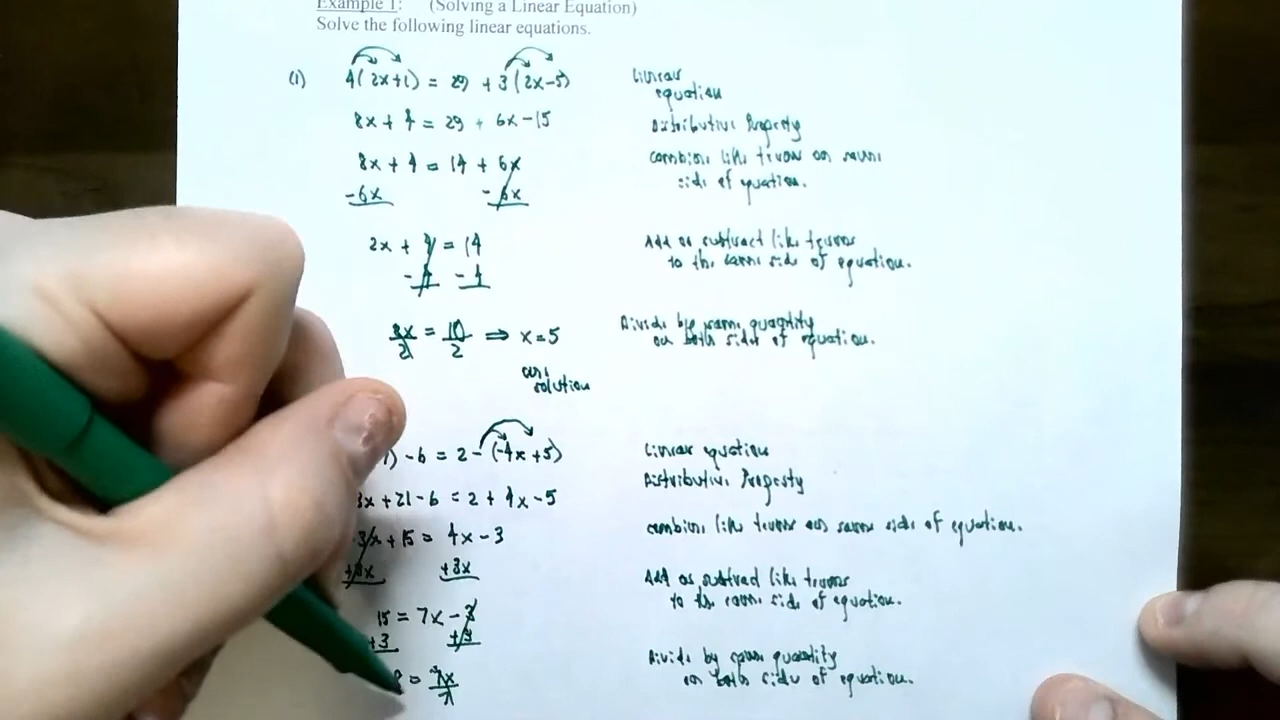 Example 1: (Solving a Linear Equation)
Solve the following linear equations.
(1) 4(2x+1) = 29 + 3(2x-5) Linear equation
8x + 4 = 29 + 6x - 15 Distributive Property
8x + 4 = 14 + 6x combine like terms on same side of equation.
-6x -6x
2x + 4 = 14 Add or subtract like terms
-4 -4 to the same side of equation.
2x/2 = 10/2 ⇒ x = 5 Divide by same quantity on both sides of equation.
one solution
) - 6 = 2 - (-4x + 5) Linear equation
3x + 21 - 6 = 2 + 4x - 5 Distributive Property
3x + 15 = 4x - 3 combine like terms on same side of equation.
+3x +3x
15 = 7x - 3 Add or subtract like terms
+3 +3 to the same side of equation.
= 7x/7 Divide by same quantity on both sides of equation.